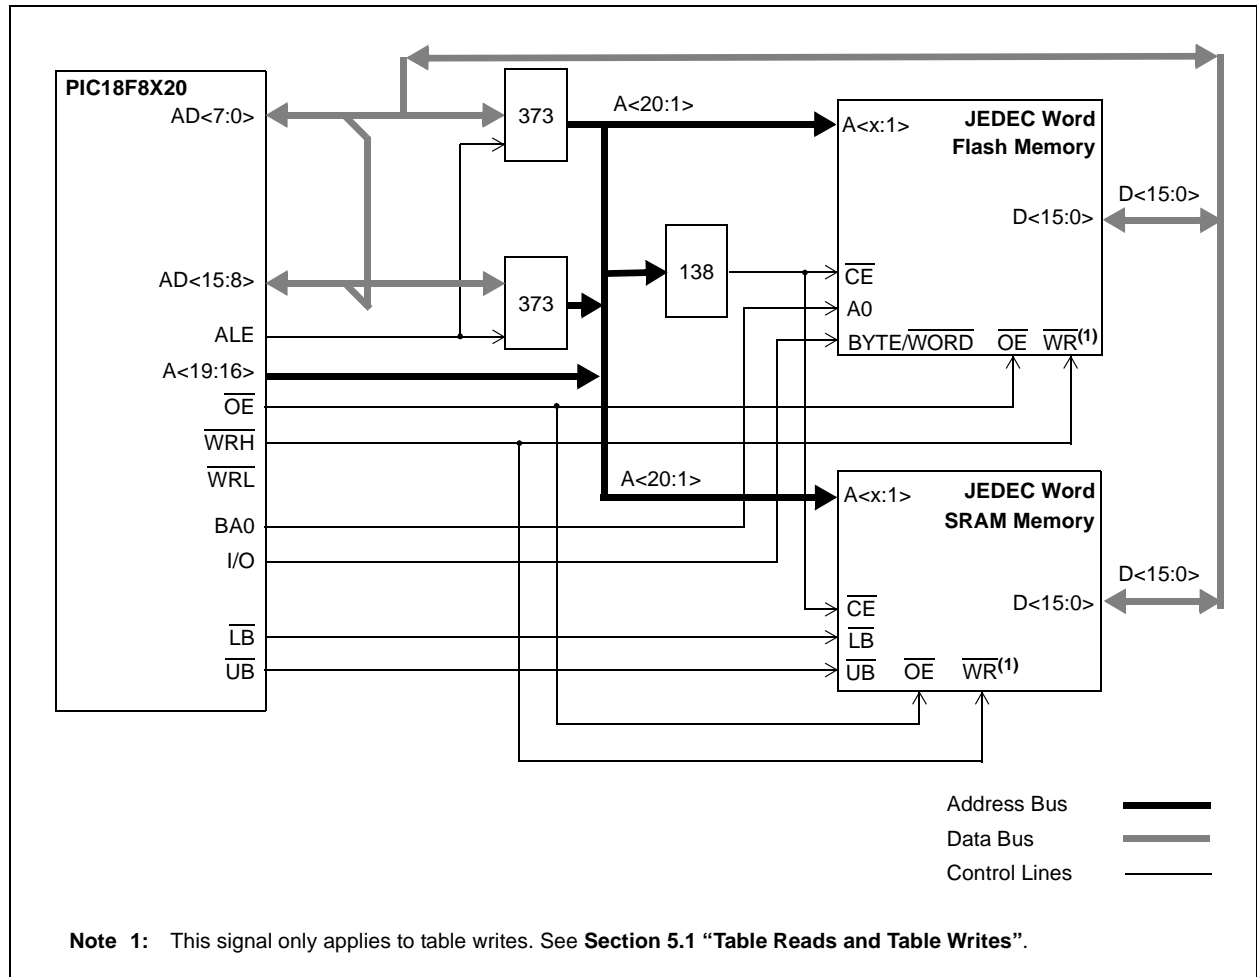 PIC18F8X20
AD<7:0>
AD<15:8>
ALE
A<19:16>
OE
WRH
WRL
BA0
I/O
LB
UB
373
373
138
A<20:1>
A<20:1>
A<x:1>
JEDEC Word
Flash Memory
D<15:0>
D<15:0>
CE
A0
BYTE/WORD OE WR(1)
A<x:1>
JEDEC Word
SRAM Memory
D<15:0>
D<15:0>
CE
LB
UB OE WR(1)
Address Bus
Data Bus
Control Lines
Note 1: This signal only applies to table writes. See Section 5.1 “Table Reads and Table Writes”.